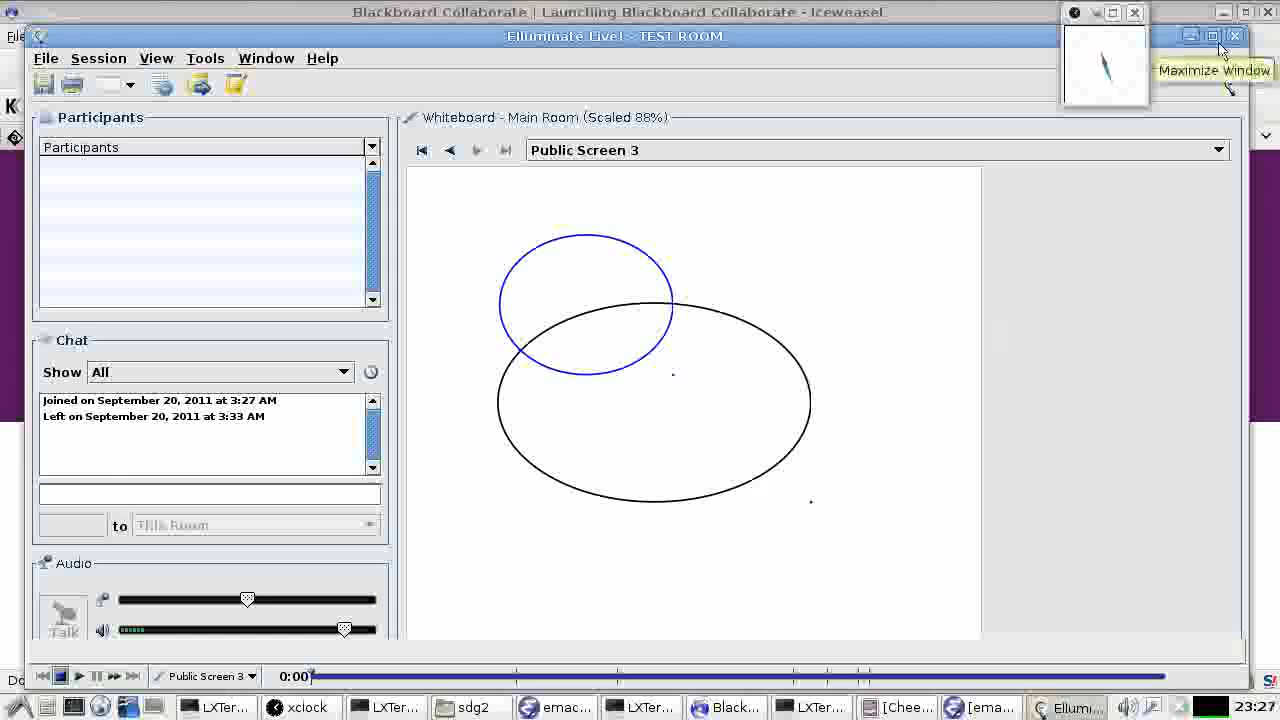 Blackboard Collaborate | Launching Blackboard Collaborate - Iceweasel
Elluminate Live! - TEST ROOM
File Session View Tools Window Help
Maximize Window
Participants
Whiteboard - Main Room (Scaled 88%)
Participants
Public Screen 3
Chat
Show All
Joined on September 20, 2011 at 3:27 AM
Left on September 20, 2011 at 3:33 AM
to This Room
Audio
Talk
Public Screen 3
0:00
LXTer...
xclock
LXTer...
sdg2
emac...
LXTer...
Black...
LXTer...
[Chee...
[ema...
Ellumi...
23:27